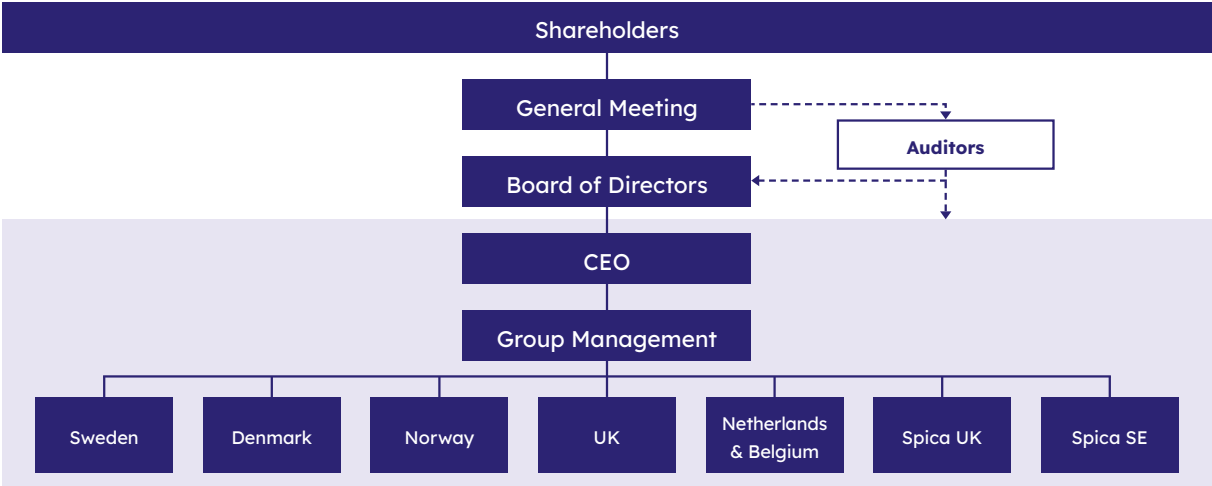 Shareholders
General Meeting
Auditors
Board of Directors
CEO
Group Management
Sweden
Denmark
Norway
UK
Netherlands
& Belgium
Spica UK
Spica SE